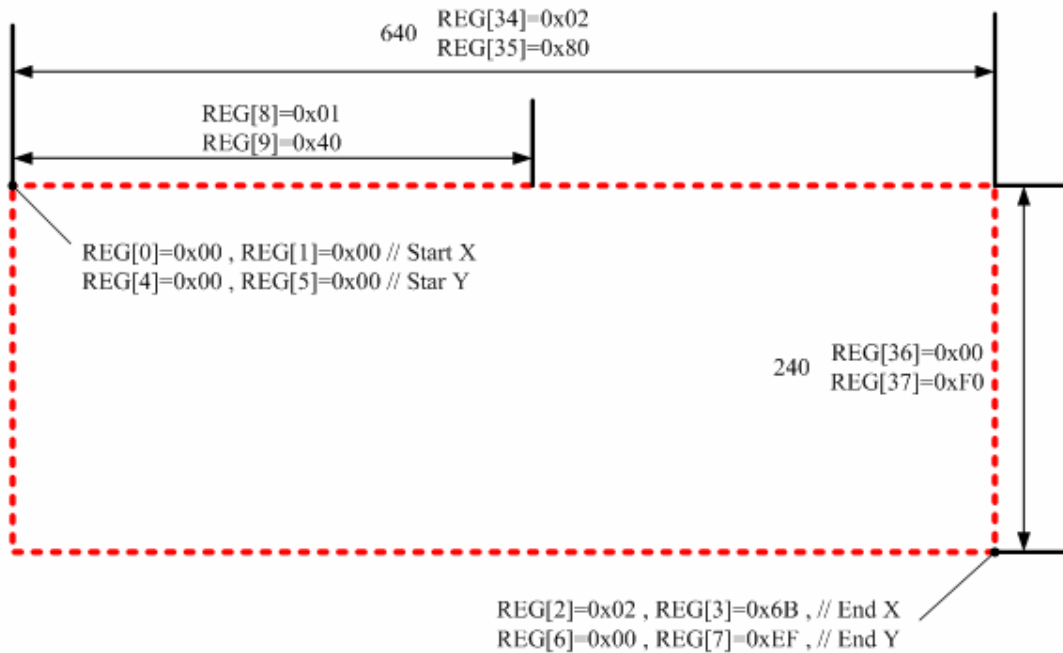 640
REG[34]=0x02
REG[35]=0x80
REG[8]=0x01
REG[9]=0x40
REG[0]=0x00 , REG[1]=0x00 // Start X
REG[4]=0x00 , REG[5]=0x00 // Star Y
240
REG[36]=0x00
REG[37]=0xF0
REG[2]=0x02 , REG[3]=0x6B , // End X
REG[6]=0x00 , REG[7]=0xEF , // End Y